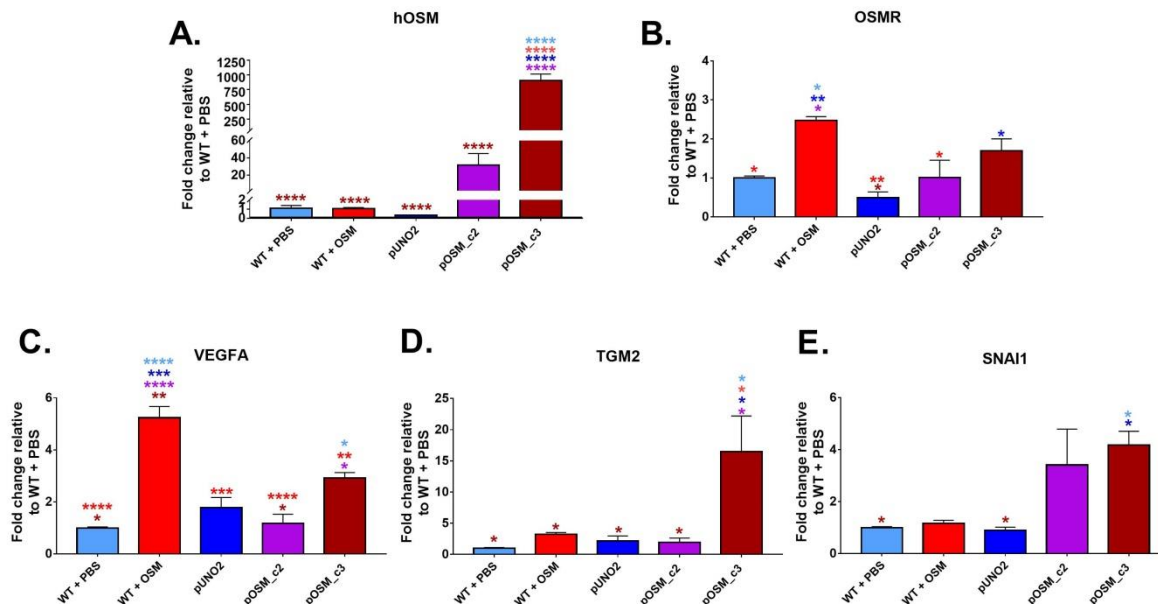 A.
hOSM
Fold change relative
to WT + PBS
1250
1000
750
500
250
60
40
20
2
1
0
****
****
****
****
****
****
****
****
WT + PBS
WT + OSM
pUNO2
pOSM_c2
pOSM_c3
B.
OSMR
Fold change relative
to WT + PBS
4
3
2
1
0
*
*
**
*
**
*
*
*
WT + PBS
WT + OSM
pUNO2
pOSM_c2
pOSM_c3
C.
VEGFA
Fold change relative
to WT + PBS
6
4
2
0
****
*
****
***
****
**
***
****
*
*
**
*
WT + PBS
WT + OSM
pUNO2
pOSM_c2
pOSM_c3
D.
TGM2
Fold change relative
to WT + PBS
25
20
15
10
5
0
*
*
*
*
*
*
*
*
WT + PBS
WT + OSM
pUNO2
pOSM_c2
pOSM_c3
E.
SNAI1
Fold change relative
to WT + PBS
6
4
2
0
*
*
*
*
WT + PBS
WT + OSM
pUNO2
pOSM_c2
pOSM_c3